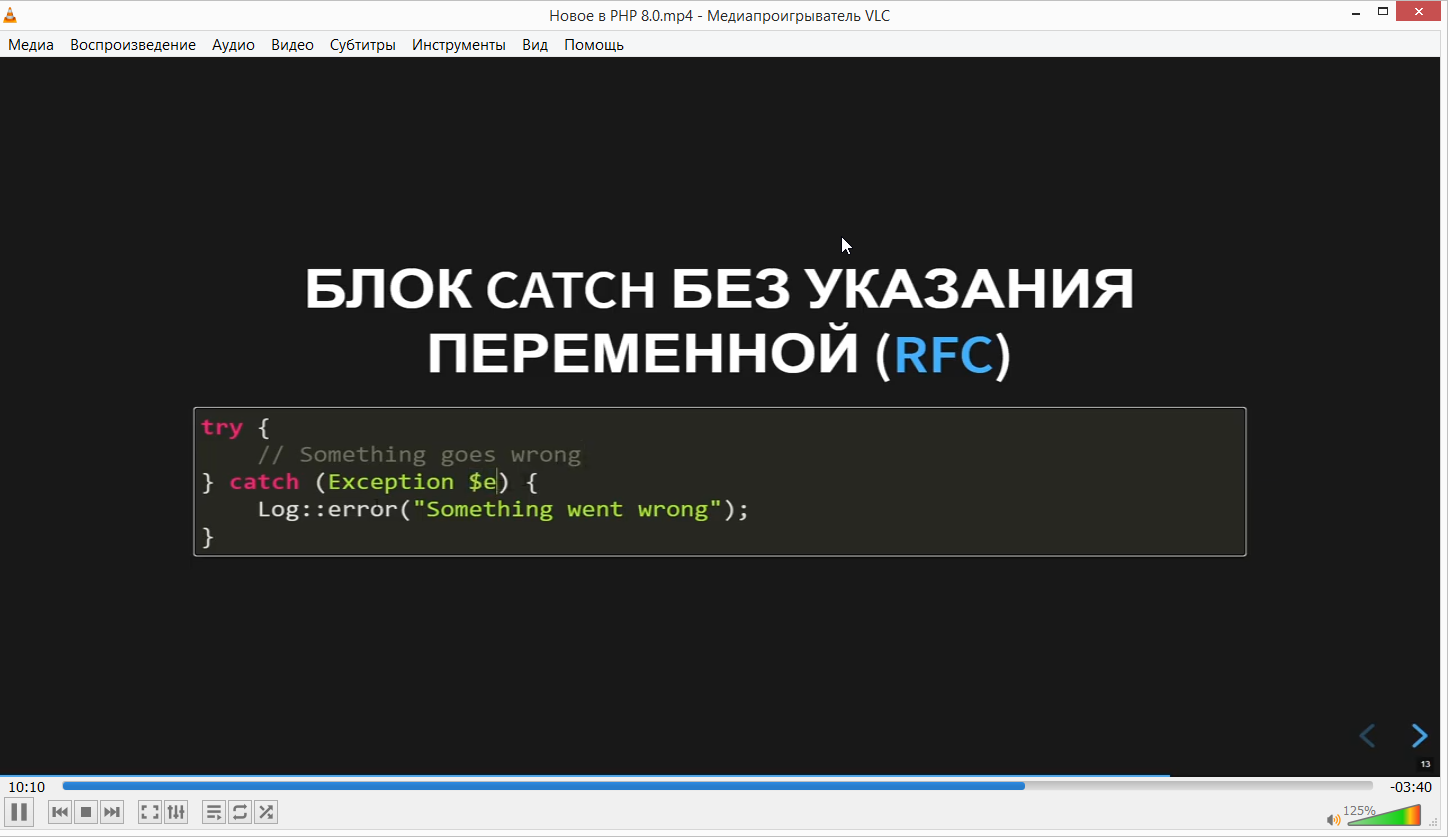 Новое в PHP 8.0.mp4 - Медиапроигрыватель VLC
Медиа Воспроизведение Аудио Видео Субтитры Инструменты Вид Помощь
БЛОК CATCH БЕЗ УКАЗАНИЯ
ПЕРЕМЕННОЙ (RFC)
try {
    // Something goes wrong
} catch (Exception $e) {
    Log::error("Something went wrong");
}
13
10:10 -03:40
125%